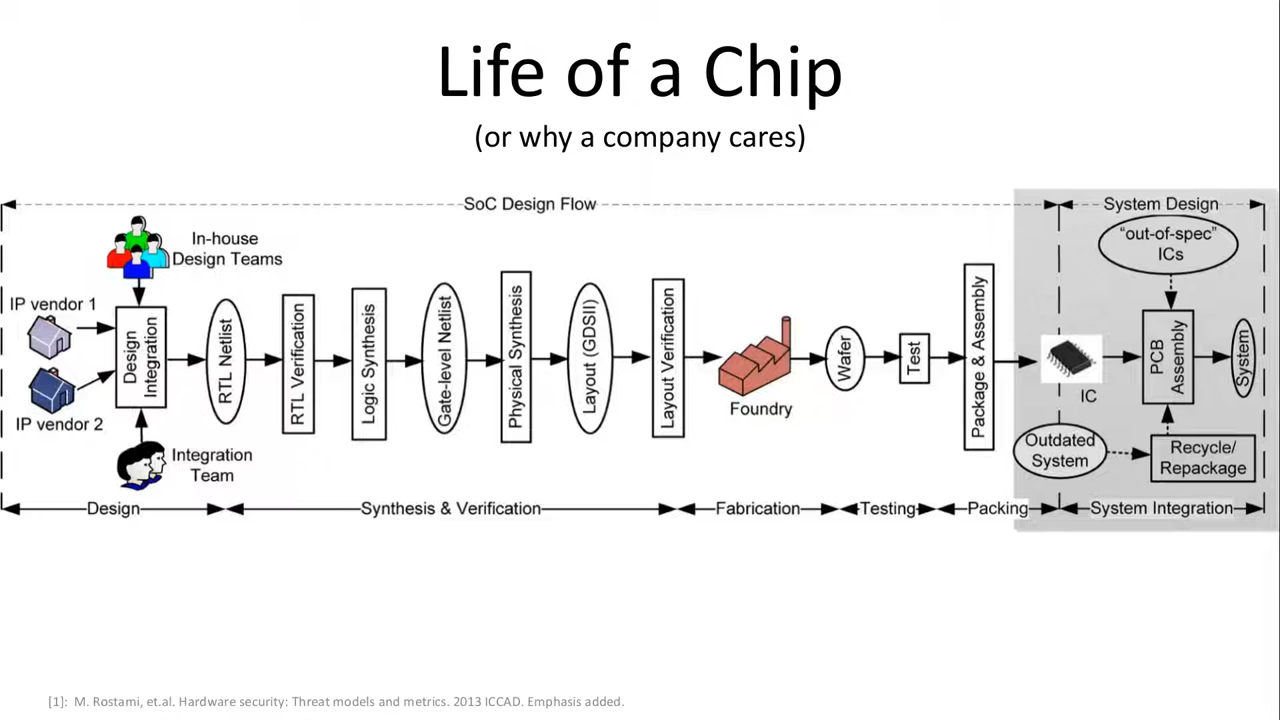 Life of a Chip
(or why a company cares)
SoC Design Flow
System Design
In-house
Design Teams
"out-of-spec"
ICs
IP vendor 1
IP vendor 2
Design
Integration
Integration
Team
RTL Netlist
RTL Verification
Logic Synthesis
Gate-level Netlist
Physical Synthesis
Layout (GDSII)
Layout Verification
Foundry
Wafer
Test
Package & Assembly
IC
PCB
Assembly
System
Outdated
System
Recycle/
Repackage
Design
Synthesis & Verification
Fabrication
Testing
Packing
System Integration
[1]: M. Rostami, et.al. Hardware security: Threat models and metrics. 2013 ICCAD. Emphasis added.